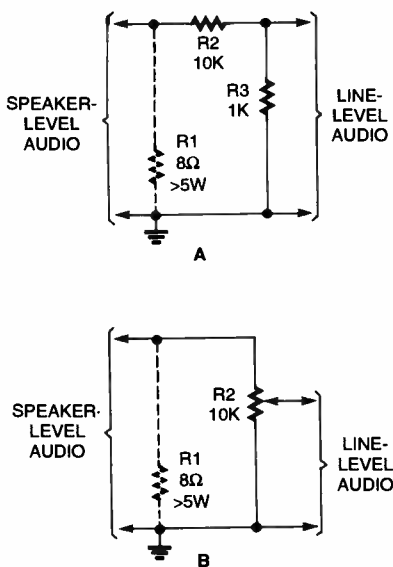 R2
10K
SPEAKER-
LEVEL
AUDIO
R3
1K
LINE-
LEVEL
AUDIO
R1
8Ω
>5W
A
SPEAKER-
LEVEL
AUDIO
R2
10K
R1
8Ω
>5W
LINE-
LEVEL
AUDIO
B